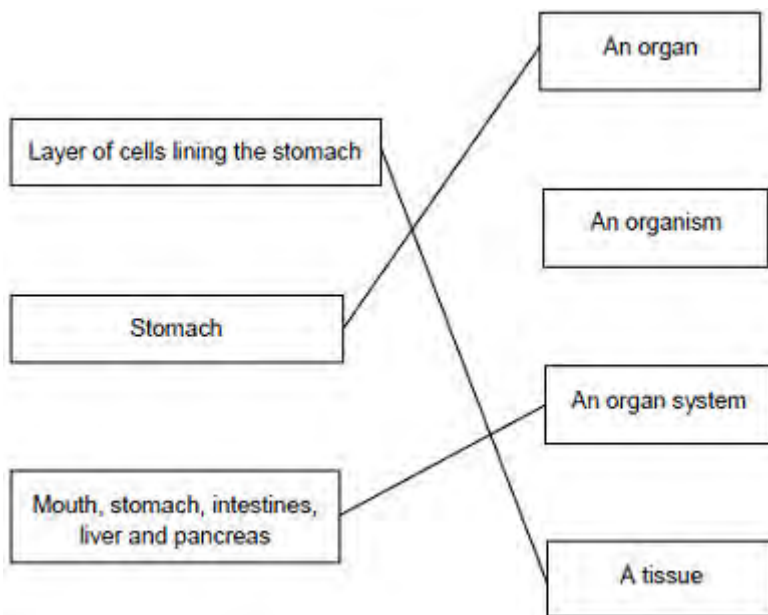 An organ
Layer of cells lining the stomach
An organism
Stomach
An organ system
Mouth, stomach, intestines,
liver and pancreas
A tissue